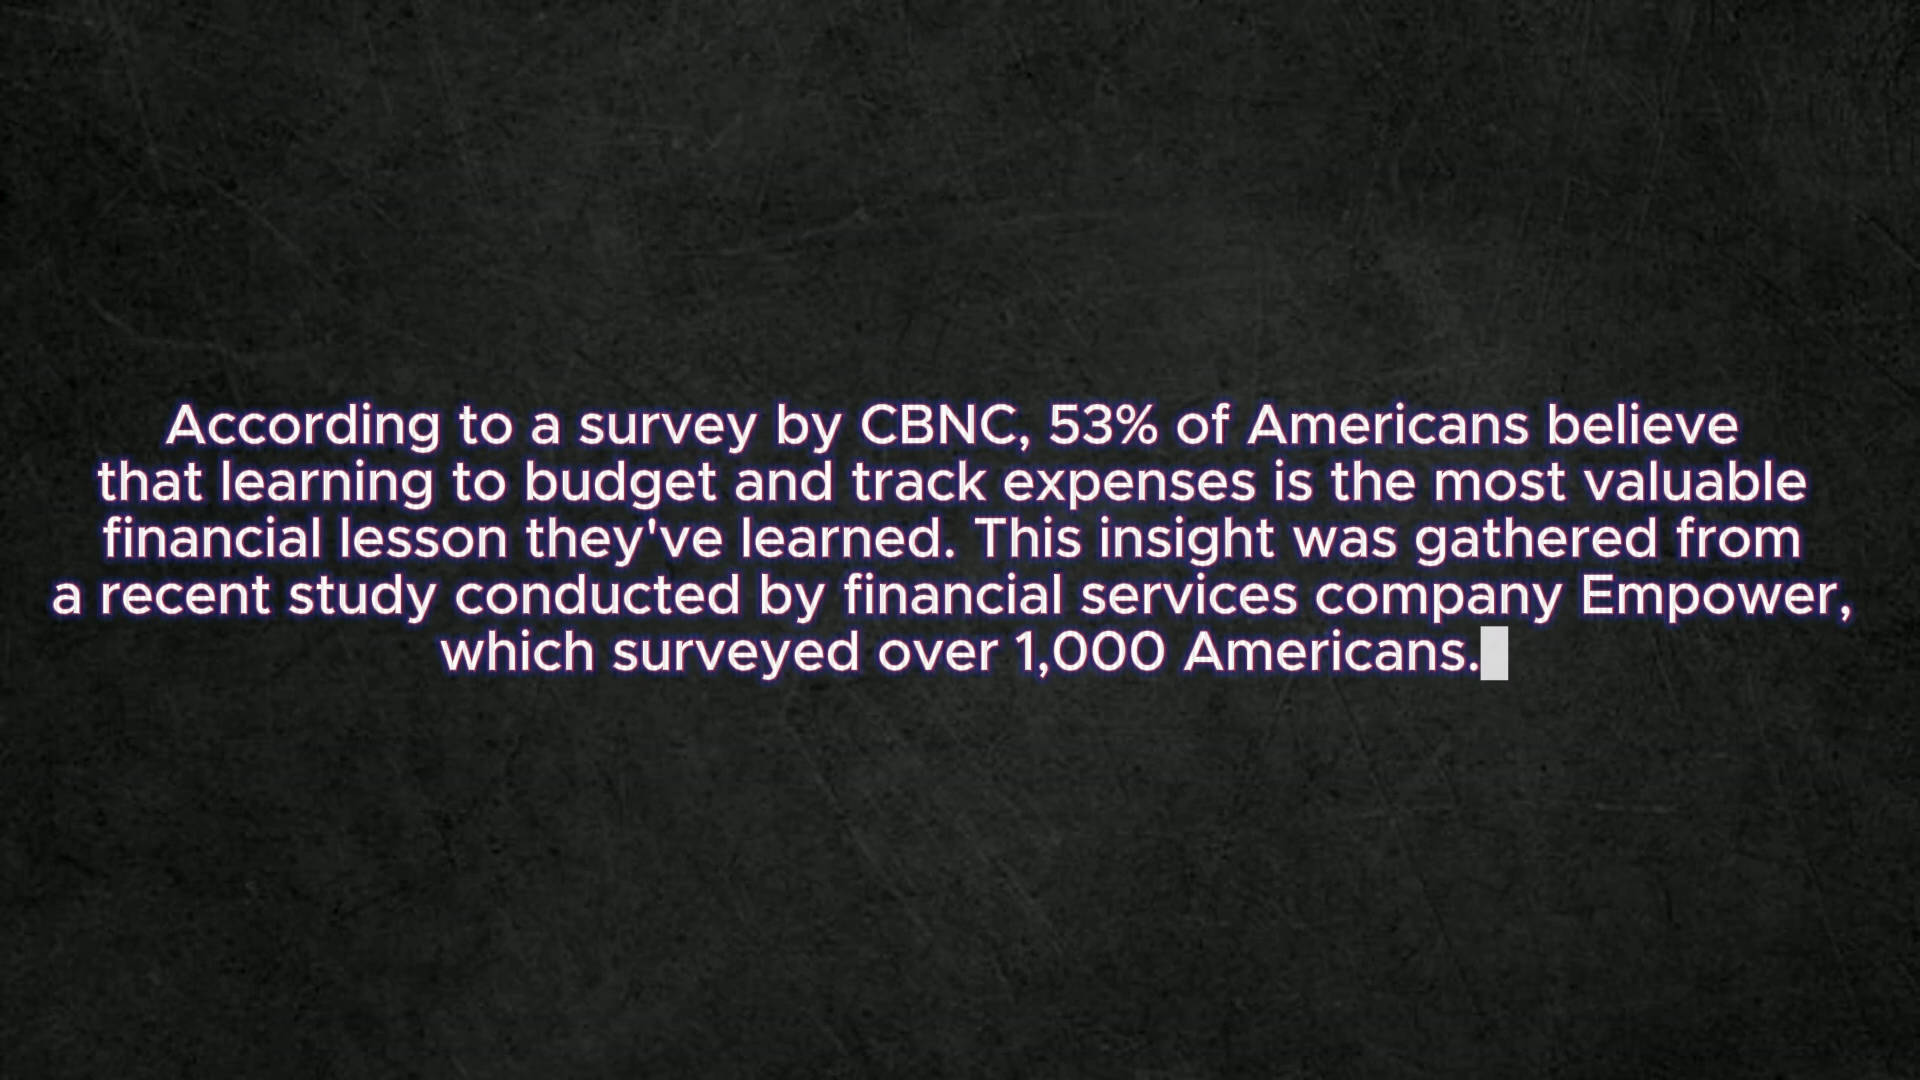 According to a survey by CBNC, 53% of Americans believe
that learning to budget and track expenses is the most valuable
financial lesson they've learned. This insight was gathered from
a recent study conducted by financial services company Empower,
which surveyed over 1,000 Americans.